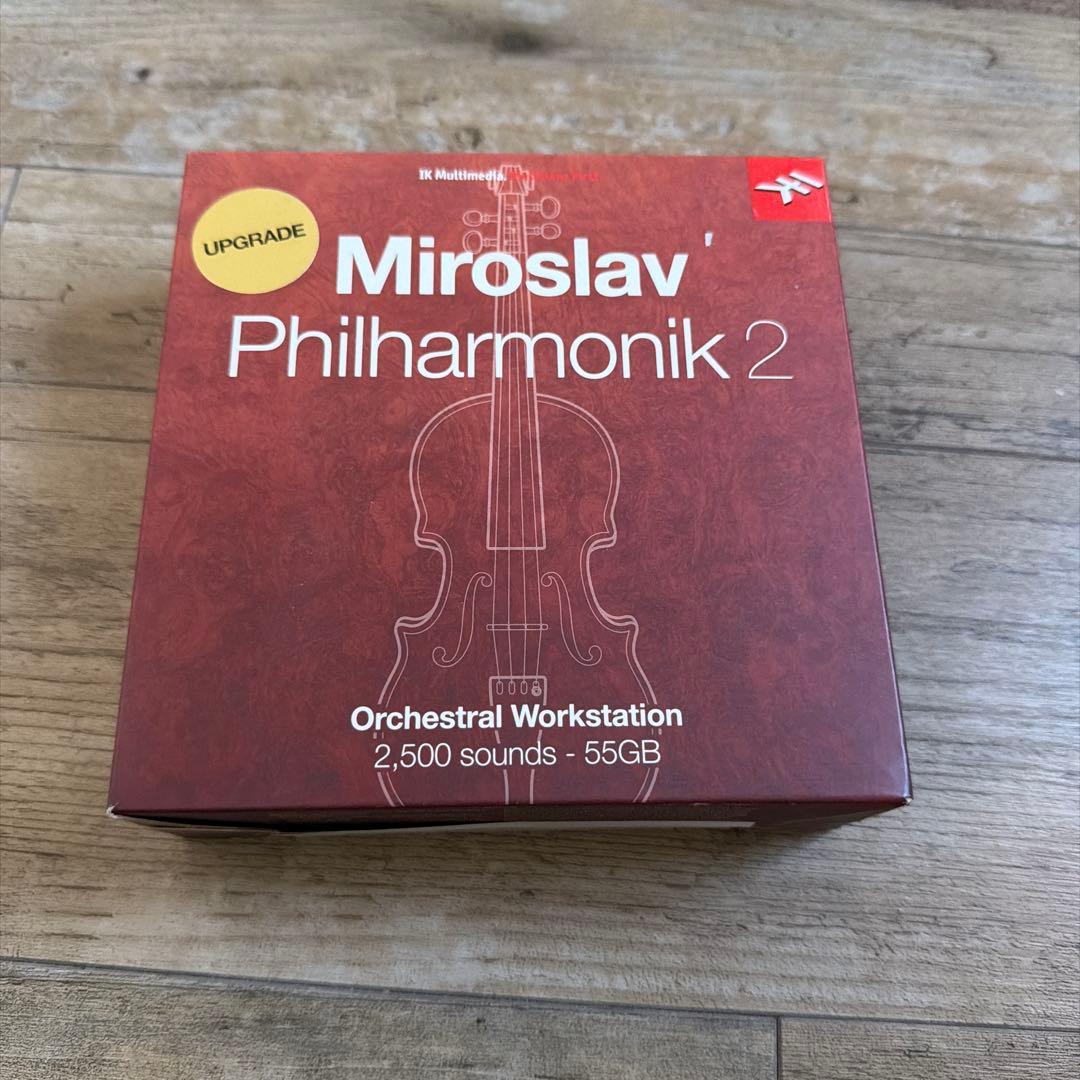 IK Multimedia.
UPGRADE
Miroslav
Philharmonik 2
Orchestral Workstation
2,500 sounds - 55GB